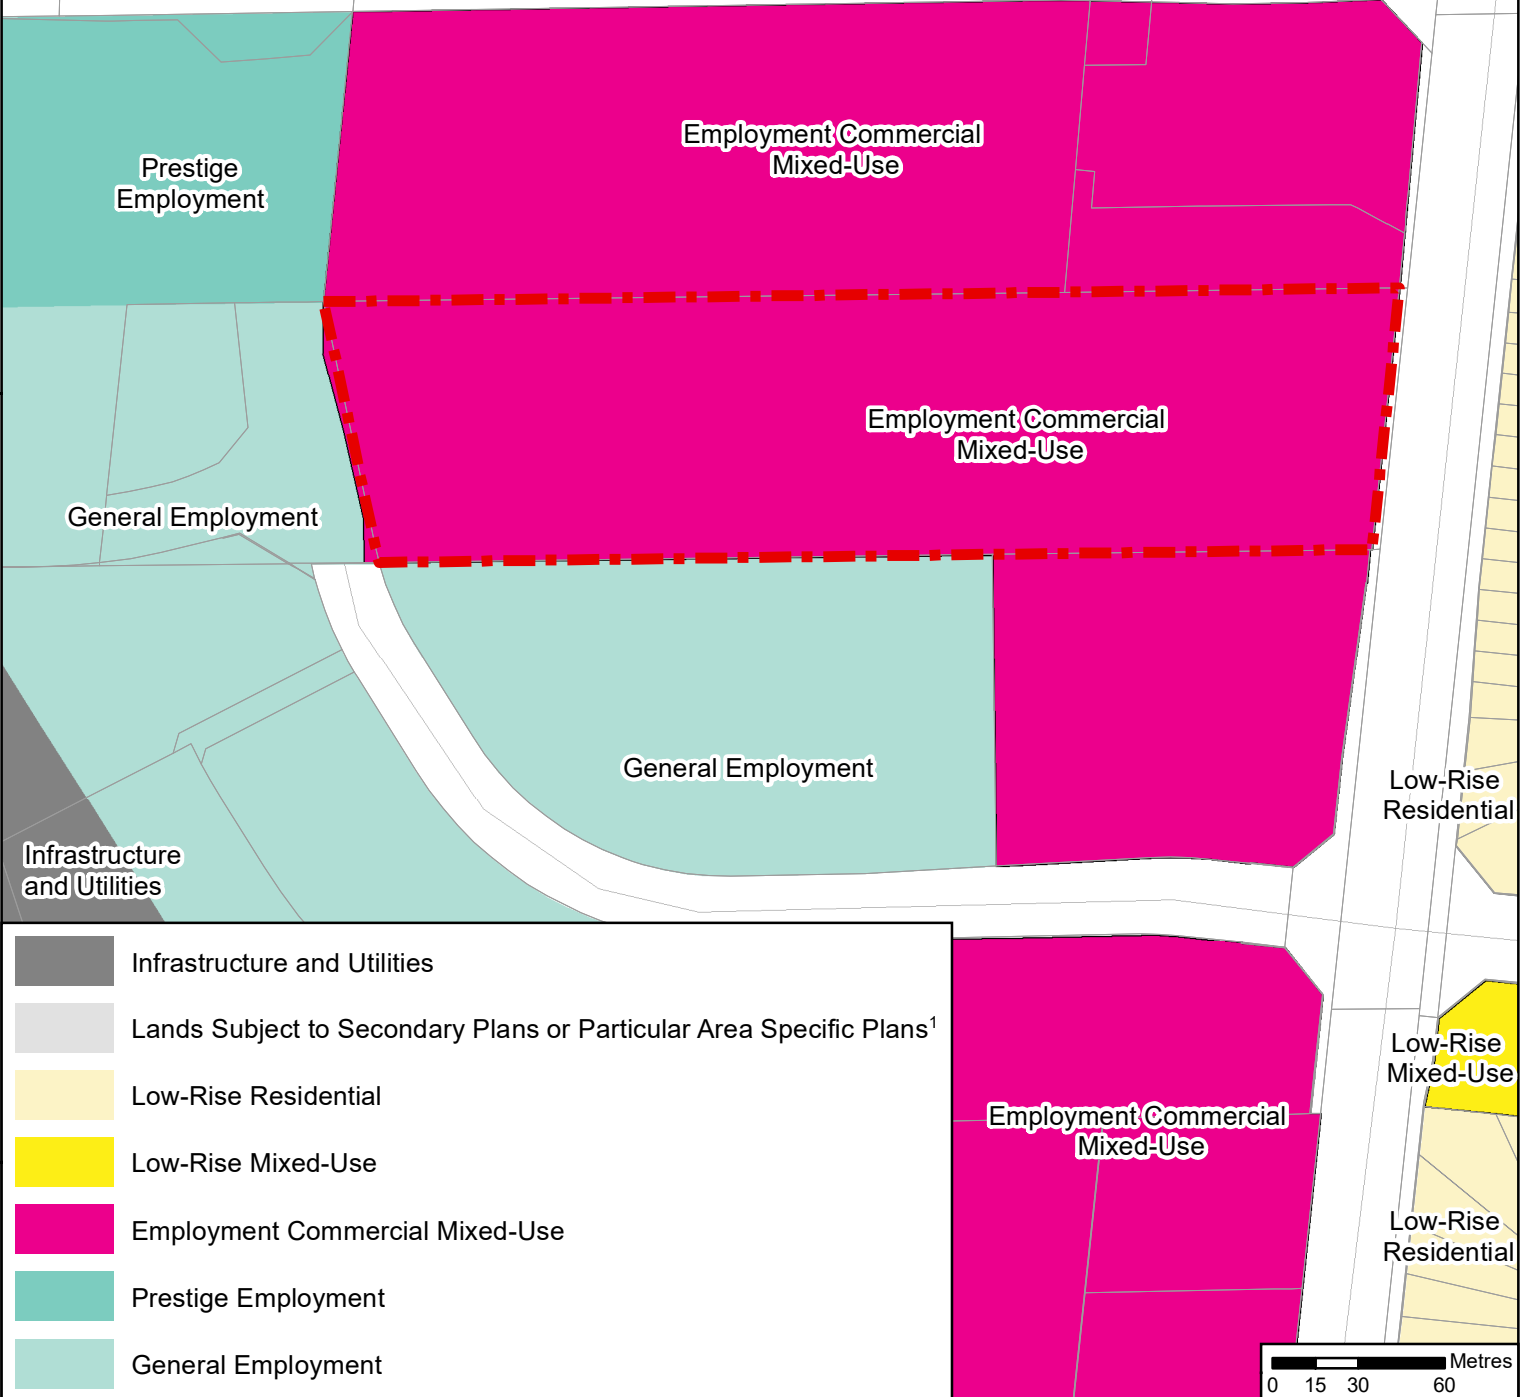 Employment Commercial
Mixed-Use
Prestige
Employment
Employment Commercial
Mixed-Use
General Employment
General Employment
Low-Rise
Residential
Infrastructure
and Utilities
Low-Rise
Mixed-Use
Employment Commercial
Mixed-Use
Low-Rise
Residential
Infrastructure and Utilities
Lands Subject to Secondary Plans or Particular Area Specific Plans¹
Low-Rise Residential
Low-Rise Mixed-Use
Employment Commercial Mixed-Use
Prestige Employment
General Employment
Metres
0 15 30 60